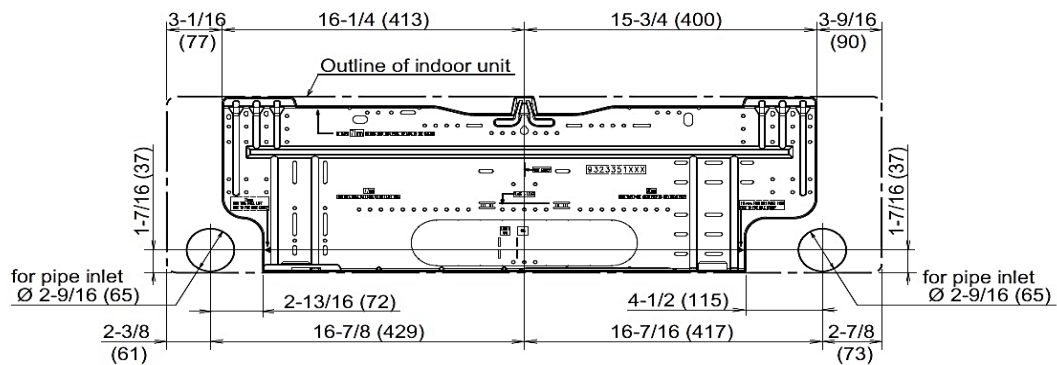 3-1/16
(77)
16-1/4 (413)
15-3/4 (400)
3-9/16
(90)
Outline of indoor unit
9323351XXX
1-7/16 (37)
1-7/16 (37)
for pipe inlet
Ø 2-9/16 (65)
for pipe inlet
Ø 2-9/16 (65)
2-13/16 (72)
4-1/2 (115)
2-3/8
(61)
16-7/8 (429)
16-7/16 (417)
2-7/8
(73)